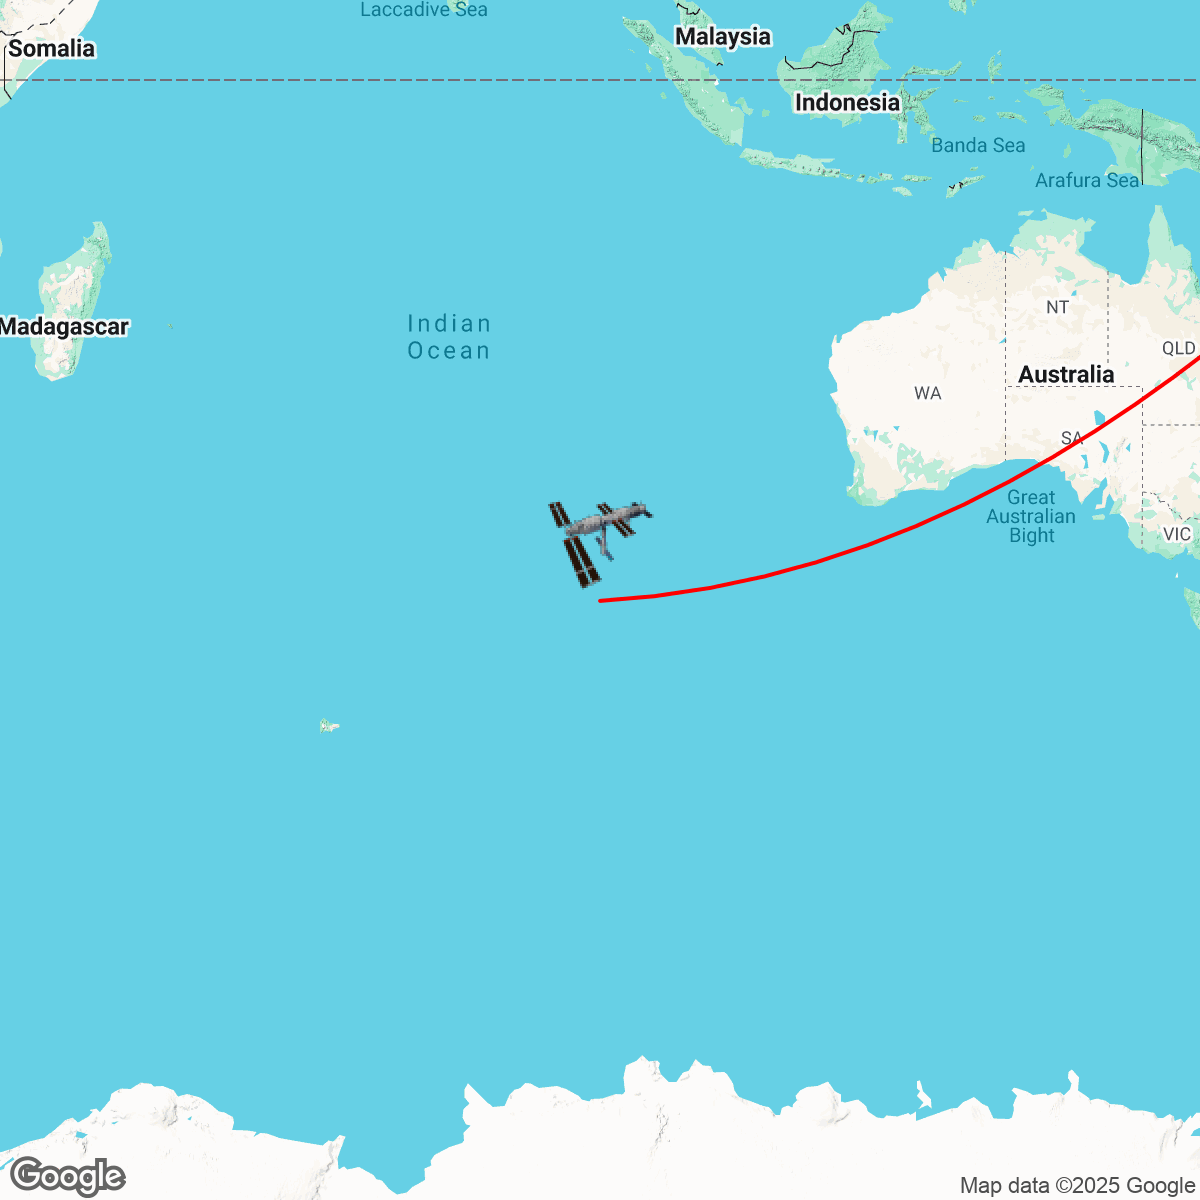 Laccadive Sea
Somalia
Malaysia
Indonesia
Banda Sea
Arafura Sea
Madagascar
Indian
Ocean
NT
QLD
Australia
WA
SA
Great
Australian
Bight
VIC
Google
Map data ©2025 Google